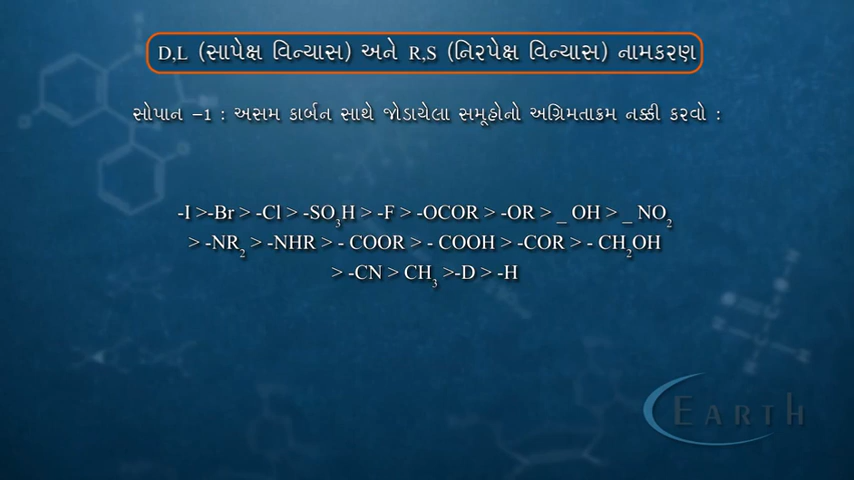 D,L (સાપેક્ષ વિન્યાસ) અને R,S (નિરપેક્ષ વિન્યાસ) નામકરણ
સોપાન –1 : અસમ કાર્બન સાથે જોડાયેલા સમૂહોનો અગ્રિમતાક્રમ નક્કી કરવો :
-I >-Br > -Cl > -SO₃H > -F > -OCOR > -OR > _ OH > _ NO₂
> -NR₂ > -NHR > - COOR > - COOH > -COR > - CH₂OH
> -CN > CH₃ >-D > -H
EARTH